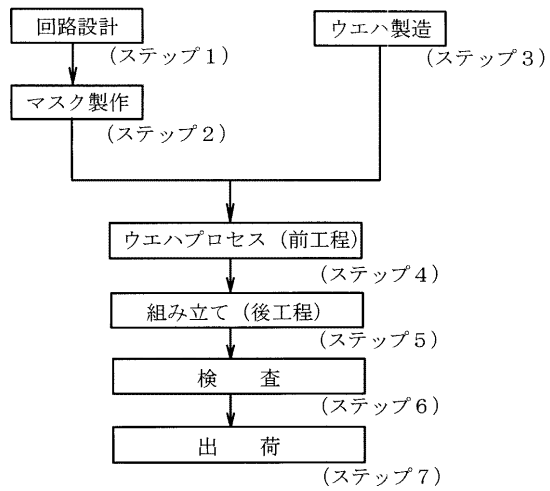 回路設計
(ステップ1)
ウエハ製造
(ステップ3)
マスク製作
(ステップ2)
ウエハプロセス(前工程)
(ステップ4)
組み立て(後工程)
(ステップ5)
検　　査
(ステップ6)
出　　荷
(ステップ7)